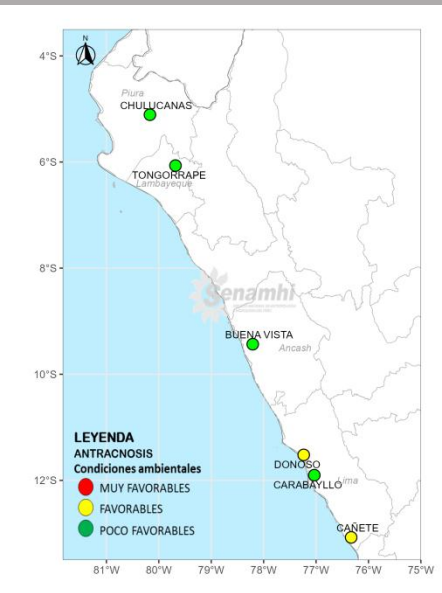 N
4°S
Piura
CHULUCANAS
6°S
TONGORRAPE
Lambayeque
8°S
Senamhi
BUENA VISTA
Ancash
10°S
LEYENDA
ANTRACNOSIS
Condiciones ambientales
MUY FAVORABLES
FAVORABLES
POCO FAVORABLES
DONOSO
12°S
CARABAYLLO
Lima
CAÑETE
81°W 80°W 79°W 78°W 77°W 76°W 75°W